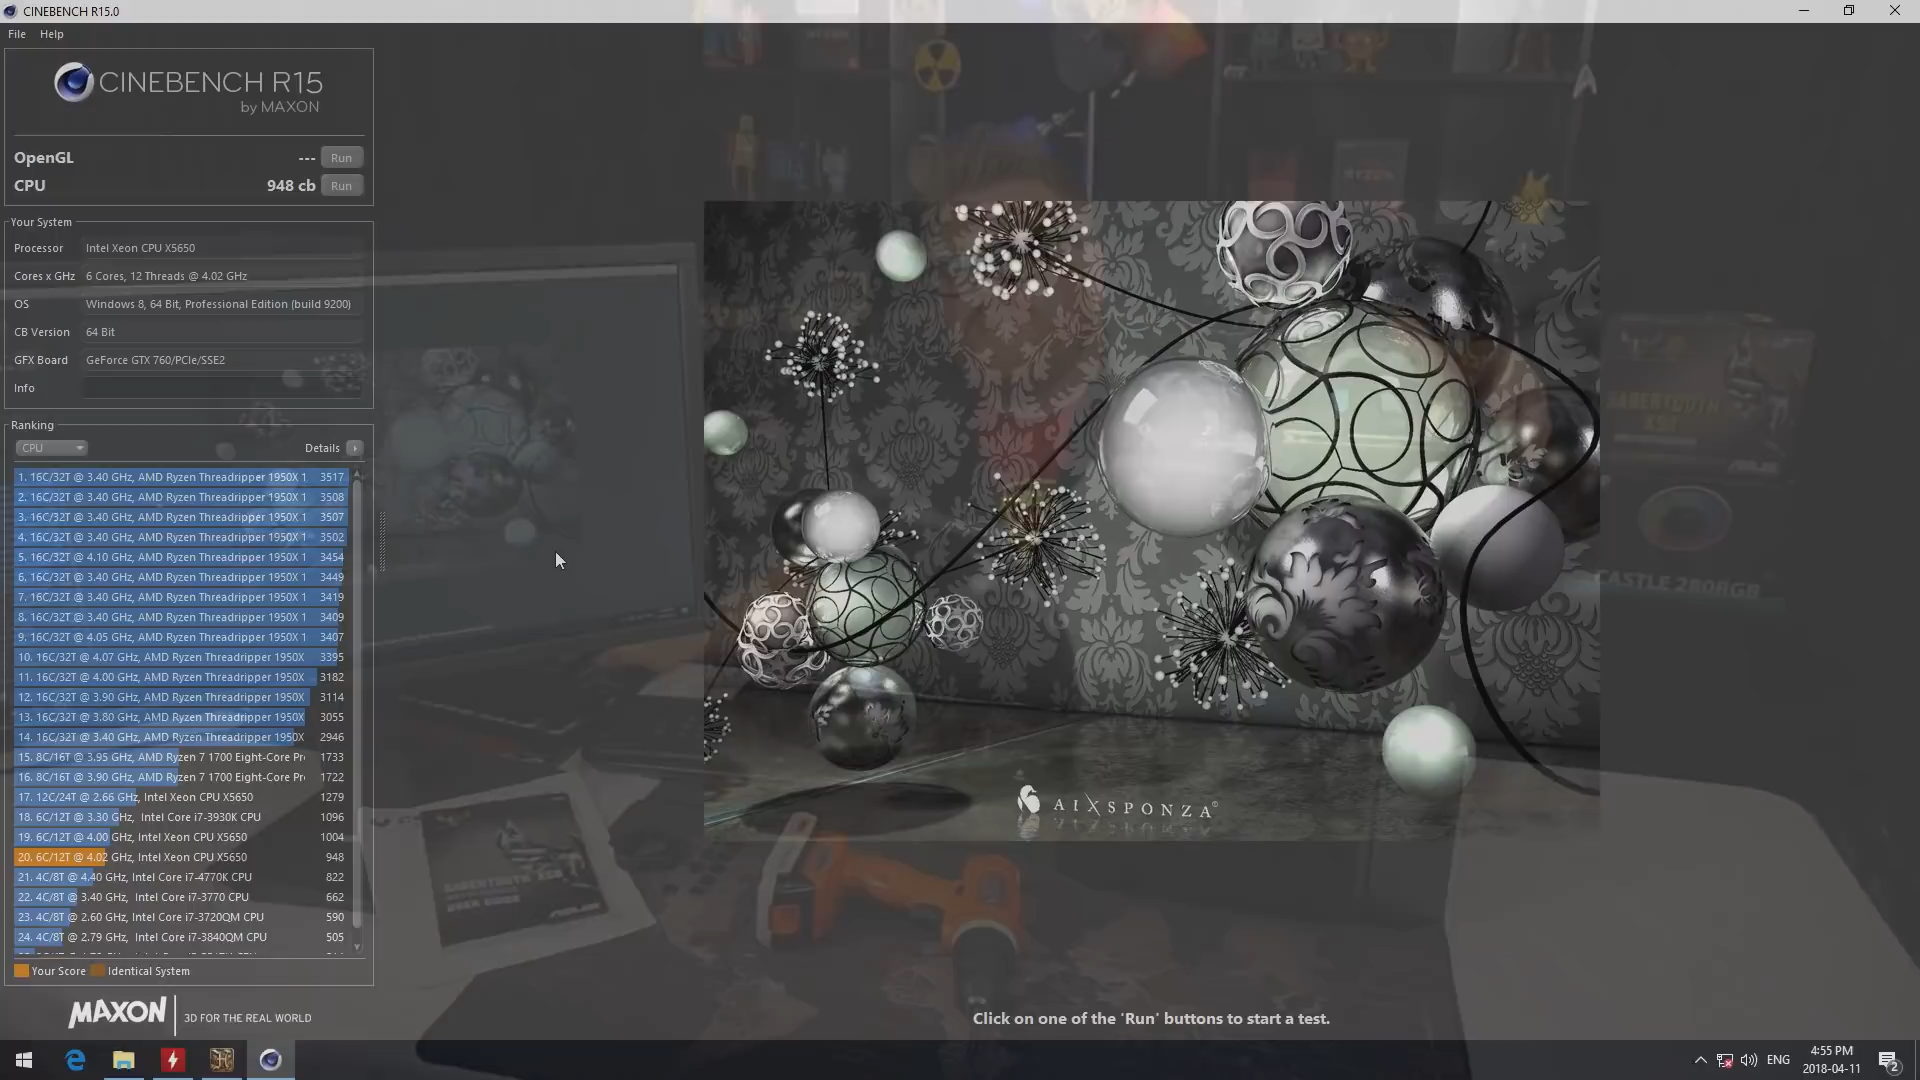 CINEBENCH R15.0
File Help
CINEBENCH R15
by MAXON
OpenGL --- Run
CPU 948 cb Run
Your System
Processor Intel Xeon CPU X5650
Cores x GHz 6 Cores, 12 Threads @ 4.02 GHz
OS Windows 8, 64 Bit, Professional Edition (build 9200)
CB Version 64 Bit
GFX Board GeForce GTX 760/PCIe/SSE2
Info
Ranking
CPU Details
1. 16C/32T @ 3.40 GHz, AMD Ryzen Threadripper 1950X 1 3517
2. 16C/32T @ 3.40 GHz, AMD Ryzen Threadripper 1950X 1 3508
3. 16C/32T @ 3.40 GHz, AMD Ryzen Threadripper 1950X 1 3507
4. 16C/32T @ 3.40 GHz, AMD Ryzen Threadripper 1950X 1 3502
5. 16C/32T @ 4.10 GHz, AMD Ryzen Threadripper 1950X 1 3454
6. 16C/32T @ 3.40 GHz, AMD Ryzen Threadripper 1950X 1 3449
7. 16C/32T @ 3.40 GHz, AMD Ryzen Threadripper 1950X 1 3419
8. 16C/32T @ 3.40 GHz, AMD Ryzen Threadripper 1950X 1 3409
9. 16C/32T @ 4.05 GHz, AMD Ryzen Threadripper 1950X 1 3407
10. 16C/32T @ 4.07 GHz, AMD Ryzen Threadripper 1950X 3395
11. 16C/32T @ 4.00 GHz, AMD Ryzen Threadripper 1950X 3182
12. 16C/32T @ 3.90 GHz, AMD Ryzen Threadripper 1950X 3114
13. 16C/32T @ 3.80 GHz, AMD Ryzen Threadripper 1950X 3055
14. 16C/32T @ 3.40 GHz, AMD Ryzen Threadripper 1950X 2946
15. 8C/16T @ 3.95 GHz, AMD Ryzen 7 1700 Eight-Core Pr 1733
16. 8C/16T @ 3.90 GHz, AMD Ryzen 7 1700 Eight-Core Pr 1722
17. 12C/24T @ 2.66 GHz, Intel Xeon CPU X5650 1279
18. 6C/12T @ 3.30 GHz, Intel Core i7-3930K CPU 1096
19. 6C/12T @ 4.00 GHz, Intel Xeon CPU X5650 1004
20. 6C/12T @ 4.02 GHz, Intel Xeon CPU X5650 948
21. 4C/8T @ 4.40 GHz, Intel Core i7-4770K CPU 822
22. 4C/8T @ 3.40 GHz, Intel Core i7-3770 CPU 662
23. 4C/8T @ 2.60 GHz, Intel Core i7-3720QM CPU 590
24. 4C/8T @ 2.79 GHz, Intel Core i7-3840QM CPU 505
Your Score Identical System
MAXON 3D FOR THE REAL WORLD
AIXSPONZA®
CASTLE 280RGB
SABERTOOTH X58
USER GUIDE
Click on one of the 'Run' buttons to start a test.
ENG
4:55 PM
2018-04-11
2